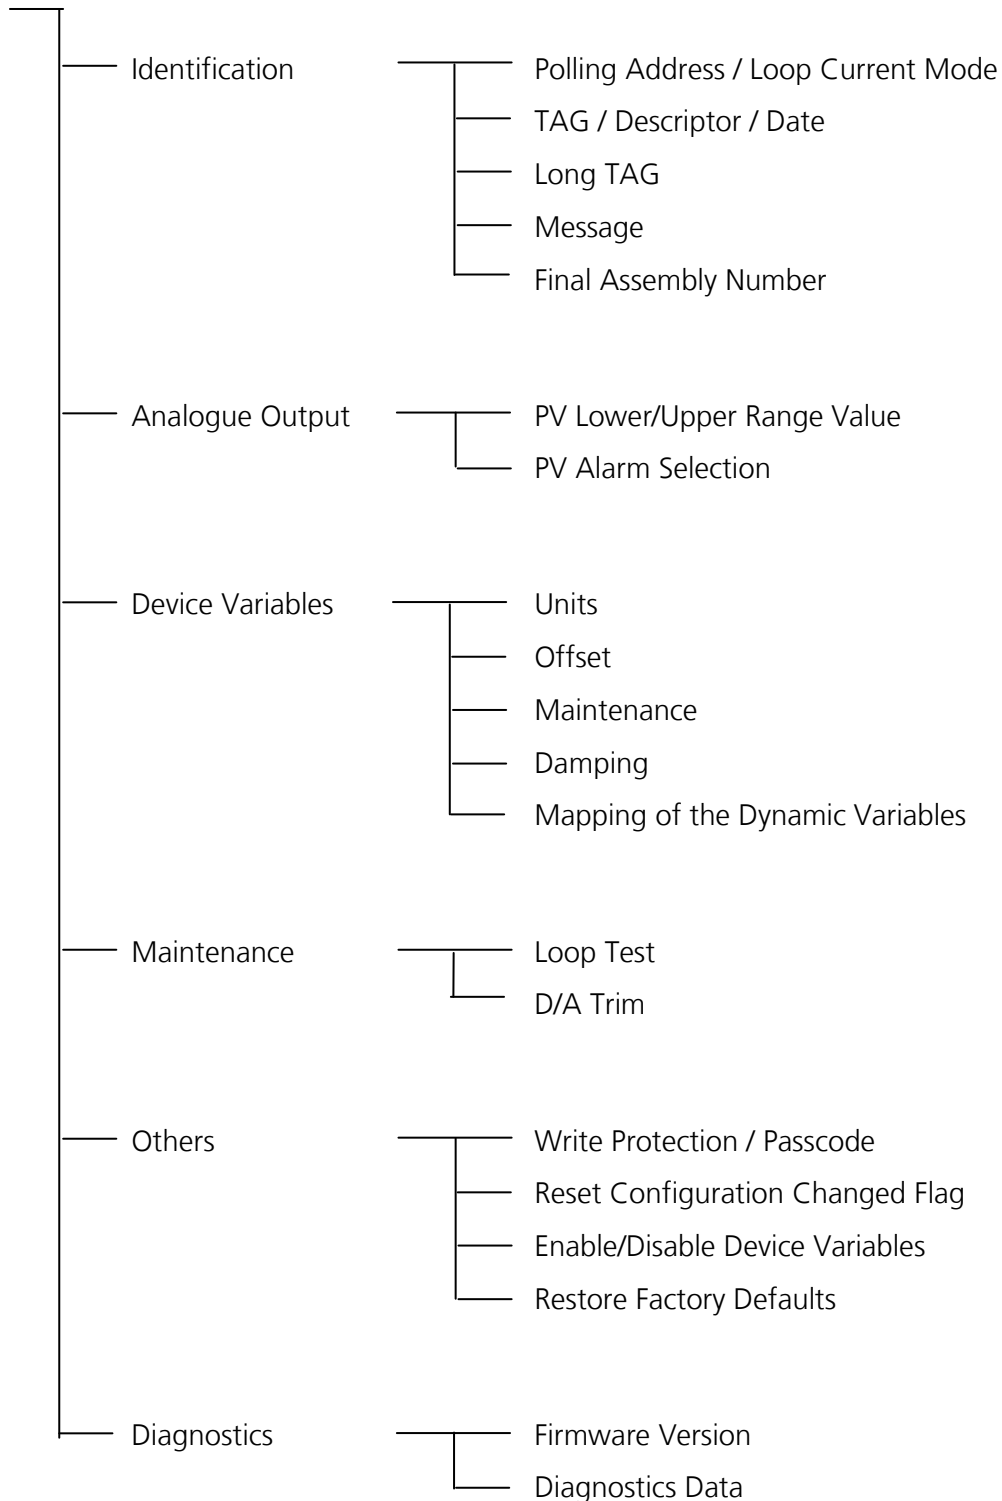 Identification
Polling Address / Loop Current Mode
TAG / Descriptor / Date
Long TAG
Message
Final Assembly Number
Analogue Output
PV Lower/Upper Range Value
PV Alarm Selection
Device Variables
Units
Offset
Maintenance
Damping
Mapping of the Dynamic Variables
Maintenance
Loop Test
D/A Trim
Others
Write Protection / Passcode
Reset Configuration Changed Flag
Enable/Disable Device Variables
Restore Factory Defaults
Diagnostics
Firmware Version
Diagnostics Data